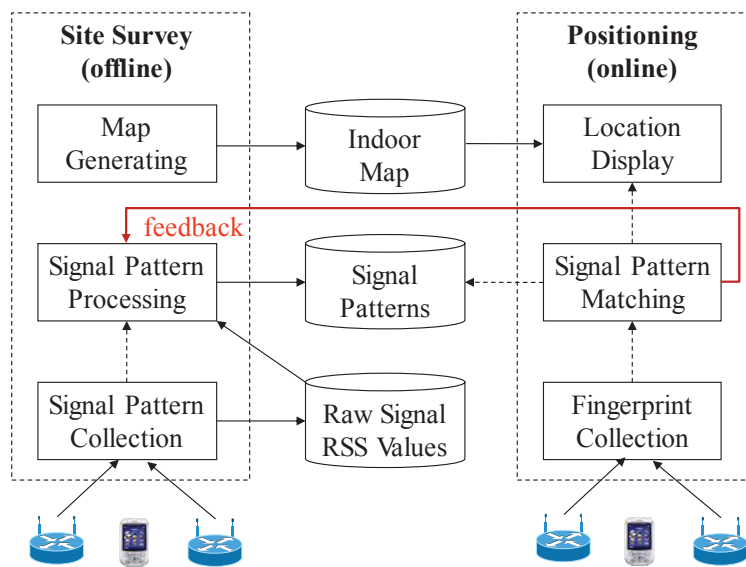 Site Survey
(offline)
Positioning
(online)
Map
Generating
Indoor
Map
Location
Display
feedback
Signal Pattern
Processing
Signal
Patterns
Signal Pattern
Matching
Signal Pattern
Collection
Raw Signal
RSS Values
Fingerprint
Collection